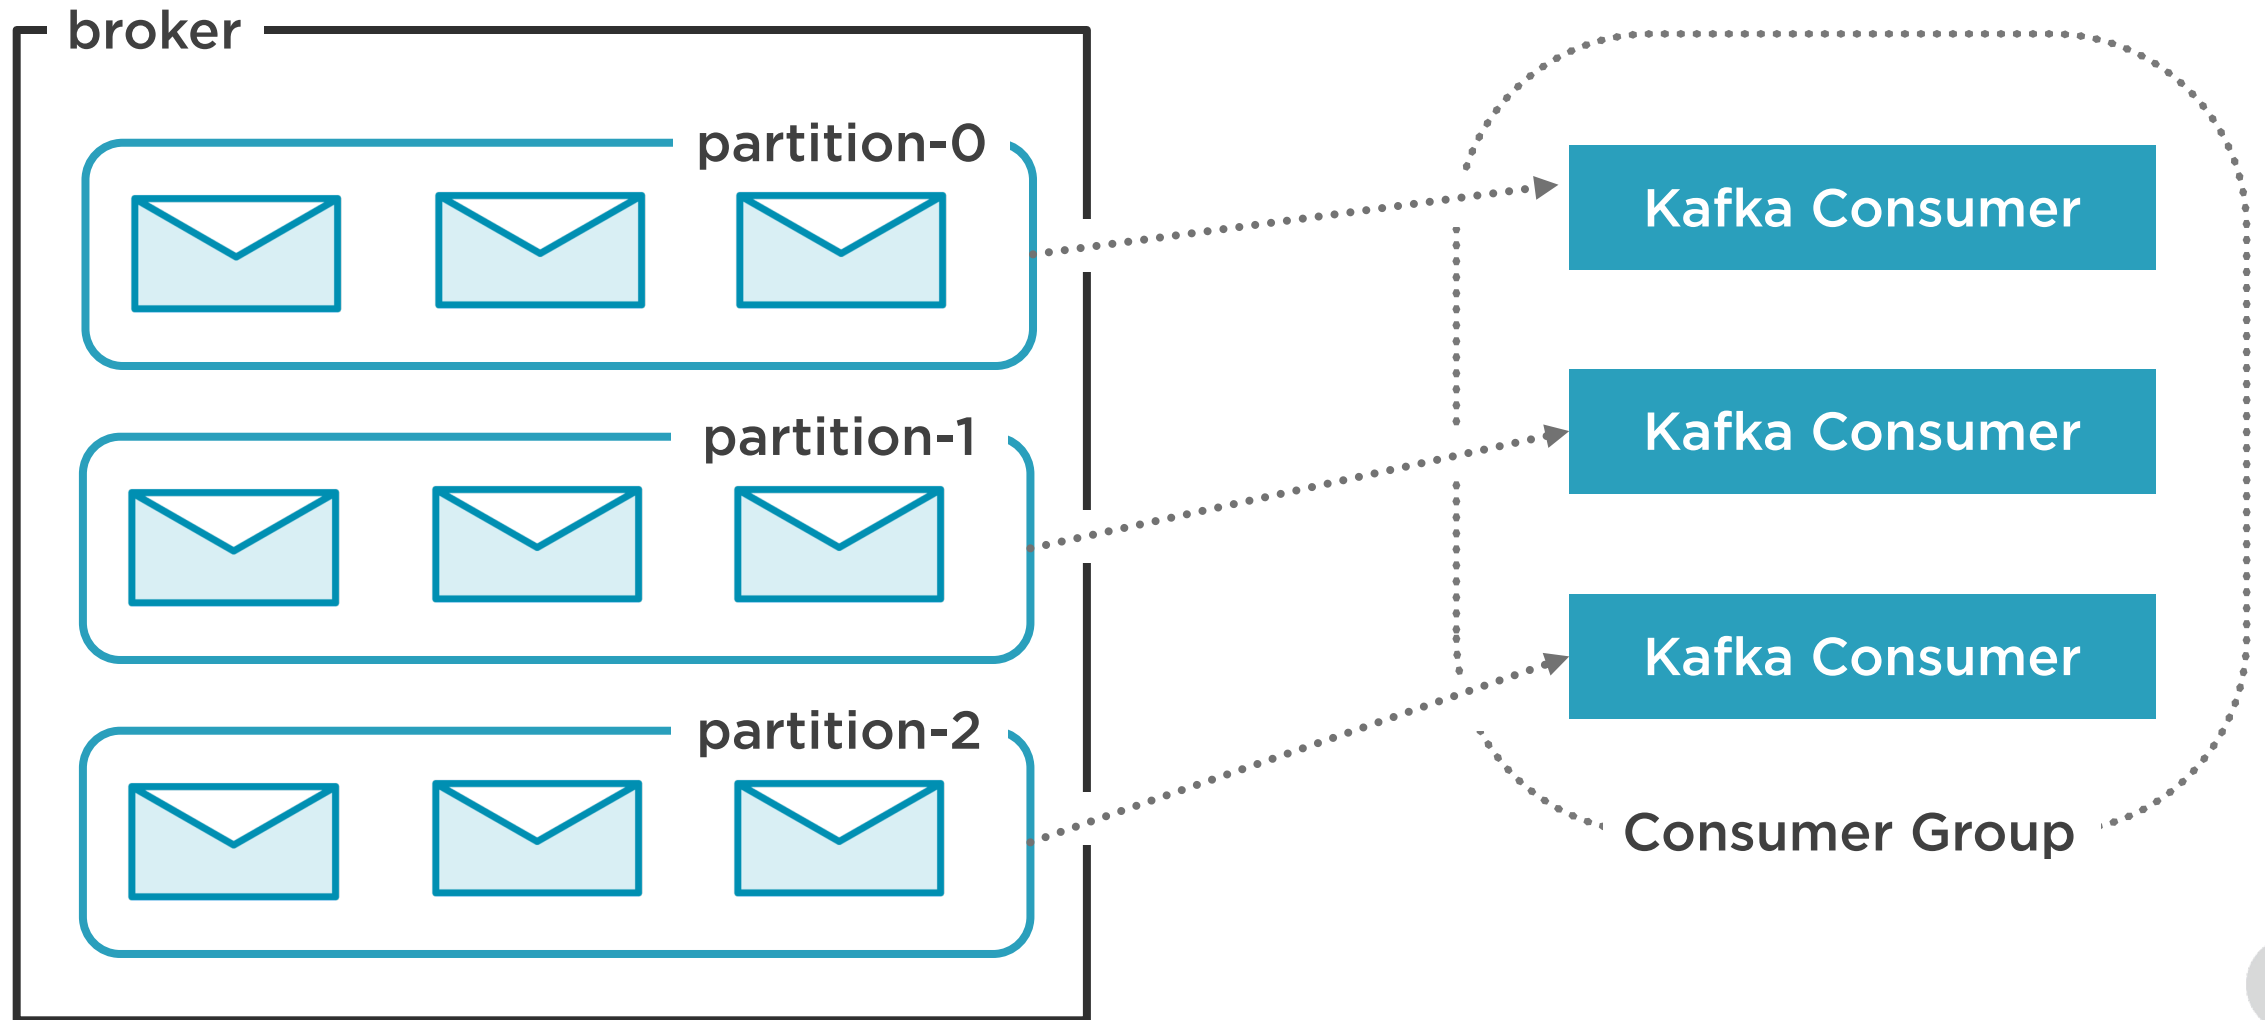 broker
partition-0
Kafka Consumer
partition-1
Kafka Consumer
partition-2
Kafka Consumer
Consumer Group